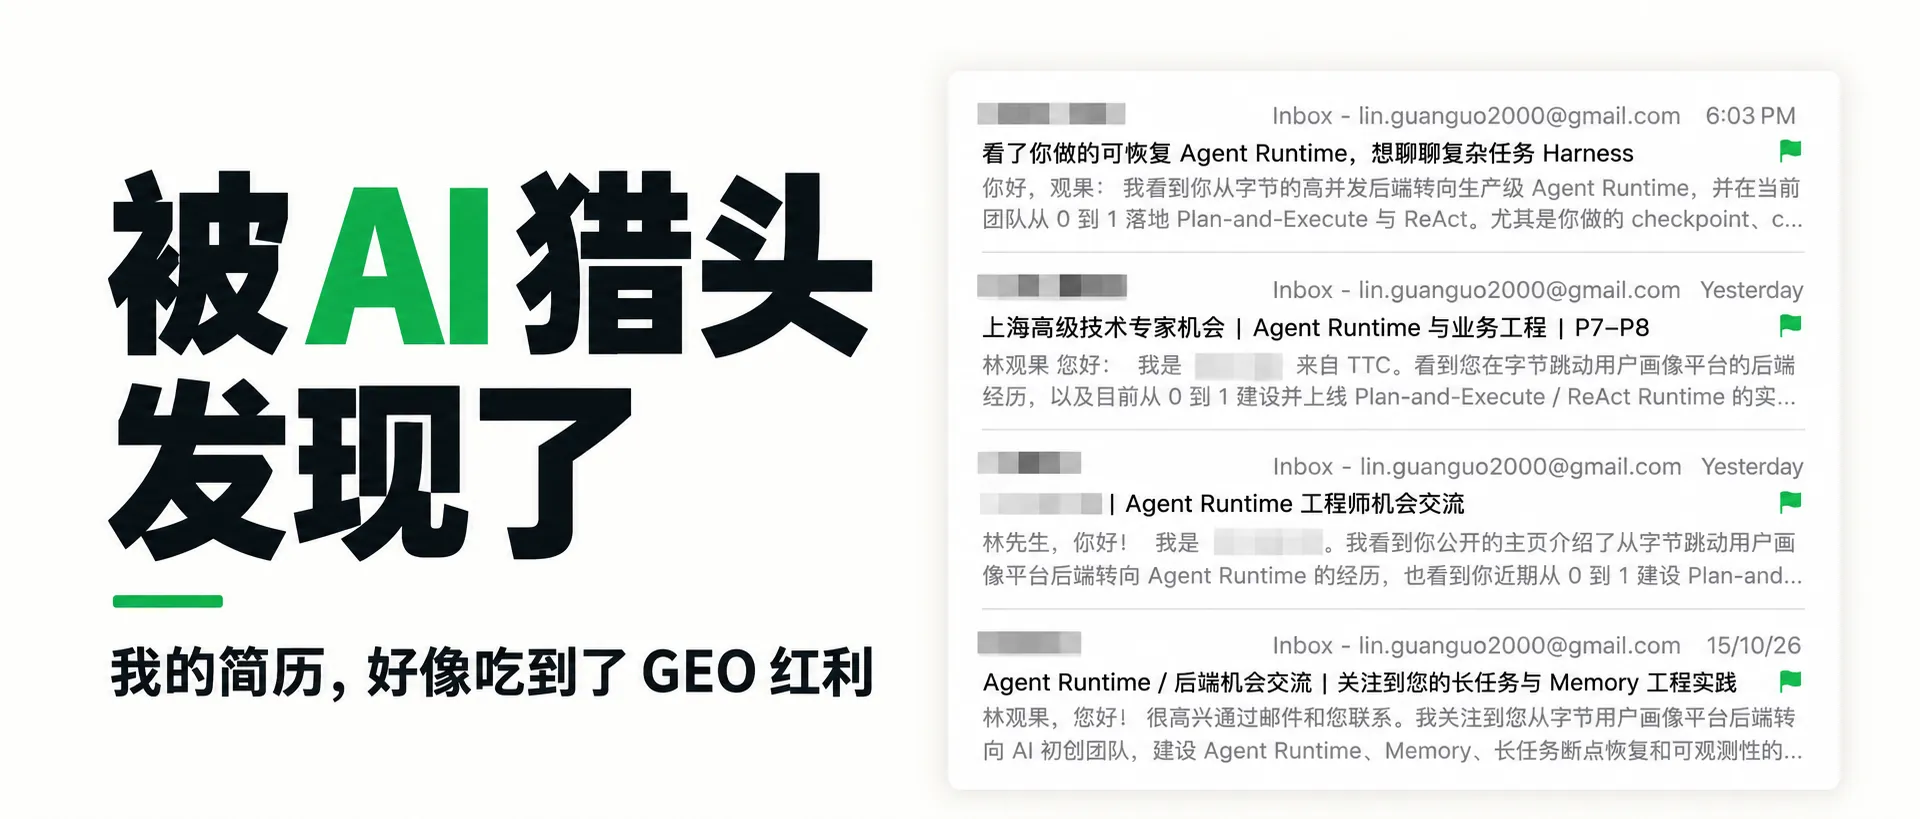 被AI猎头
发现了
我的简历，好像吃到了 GEO 红利
Inbox - lin.guanguo2000@gmail.com 6:03 PM
看了你做的可恢复 Agent Runtime，想聊聊复杂任务 Harness
你好，观果： 我看到你从字节的高并发后端转向生产级 Agent Runtime，并在当前
团队从 0 到 1 落地 Plan-and-Execute 与 ReAct。尤其是你做的 checkpoint、c...
Inbox - lin.guanguo2000@gmail.com Yesterday
上海高级技术专家机会 | Agent Runtime 与业务工程 | P7–P8
林观果 您好： 我是 来自 TTC。看到您在字节跳动用户画像平台的后端
经历，以及目前从 0 到 1 建设并上线 Plan-and-Execute / ReAct Runtime 的实...
Inbox - lin.guanguo2000@gmail.com Yesterday
| Agent Runtime 工程师机会交流
林先生，你好！ 我是 。我看到你公开的主页介绍了从字节跳动用户画
像平台后端转向 Agent Runtime 的经历，也看到你近期从 0 到 1 建设 Plan-and...
Inbox - lin.guanguo2000@gmail.com 15/10/26
Agent Runtime / 后端机会交流 | 关注到您的长任务与 Memory 工程实践
林观果，您好！ 很高兴通过邮件和您联系。我关注到您从字节用户画像平台后端转
向 AI 初创团队，建设 Agent Runtime、Memory、长任务断点恢复和可观测性的...